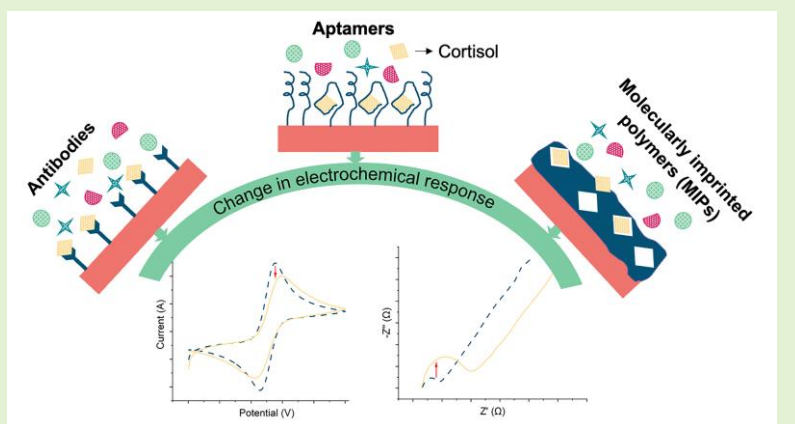 Aptamers
Cortisol
Antibodies
Molecularly imprinted
polymers (MIPs)
Change in electrochemical response
Current (A)
Potential (V)
-Z'' (Ω)
Z' (Ω)